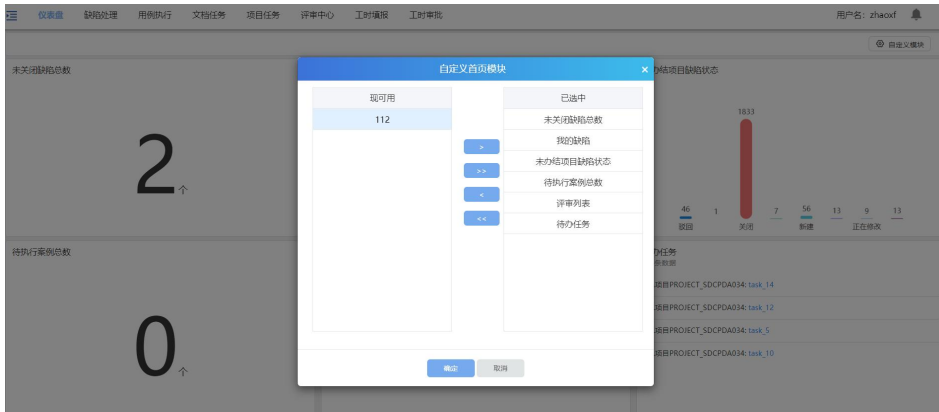 仪表盘 缺陷处理 用例执行 文档任务 项目任务 评审中心 工时填报 工时审批 用户名: zhaoxf
自定义模块
未关闭缺陷总数
自定义首页模块 ×
办结项目缺陷状态
现可用
已选中
112
未关闭缺陷总数
我的缺陷
未办结项目缺陷状态
待执行案例总数
评审列表
待办任务
>
>>
<
<<
2个
1833
46 1 7 56 13 9 13
驳回 关闭 新建 正在修改
待执行案例总数
办任务
项目PROJECT_SDCPDA034: task_14
项目PROJECT_SDCPDA034: task_12
项目PROJECT_SDCPDA034: task_5
项目PROJECT_SDCPDA034: task_10
0个
确定 取消